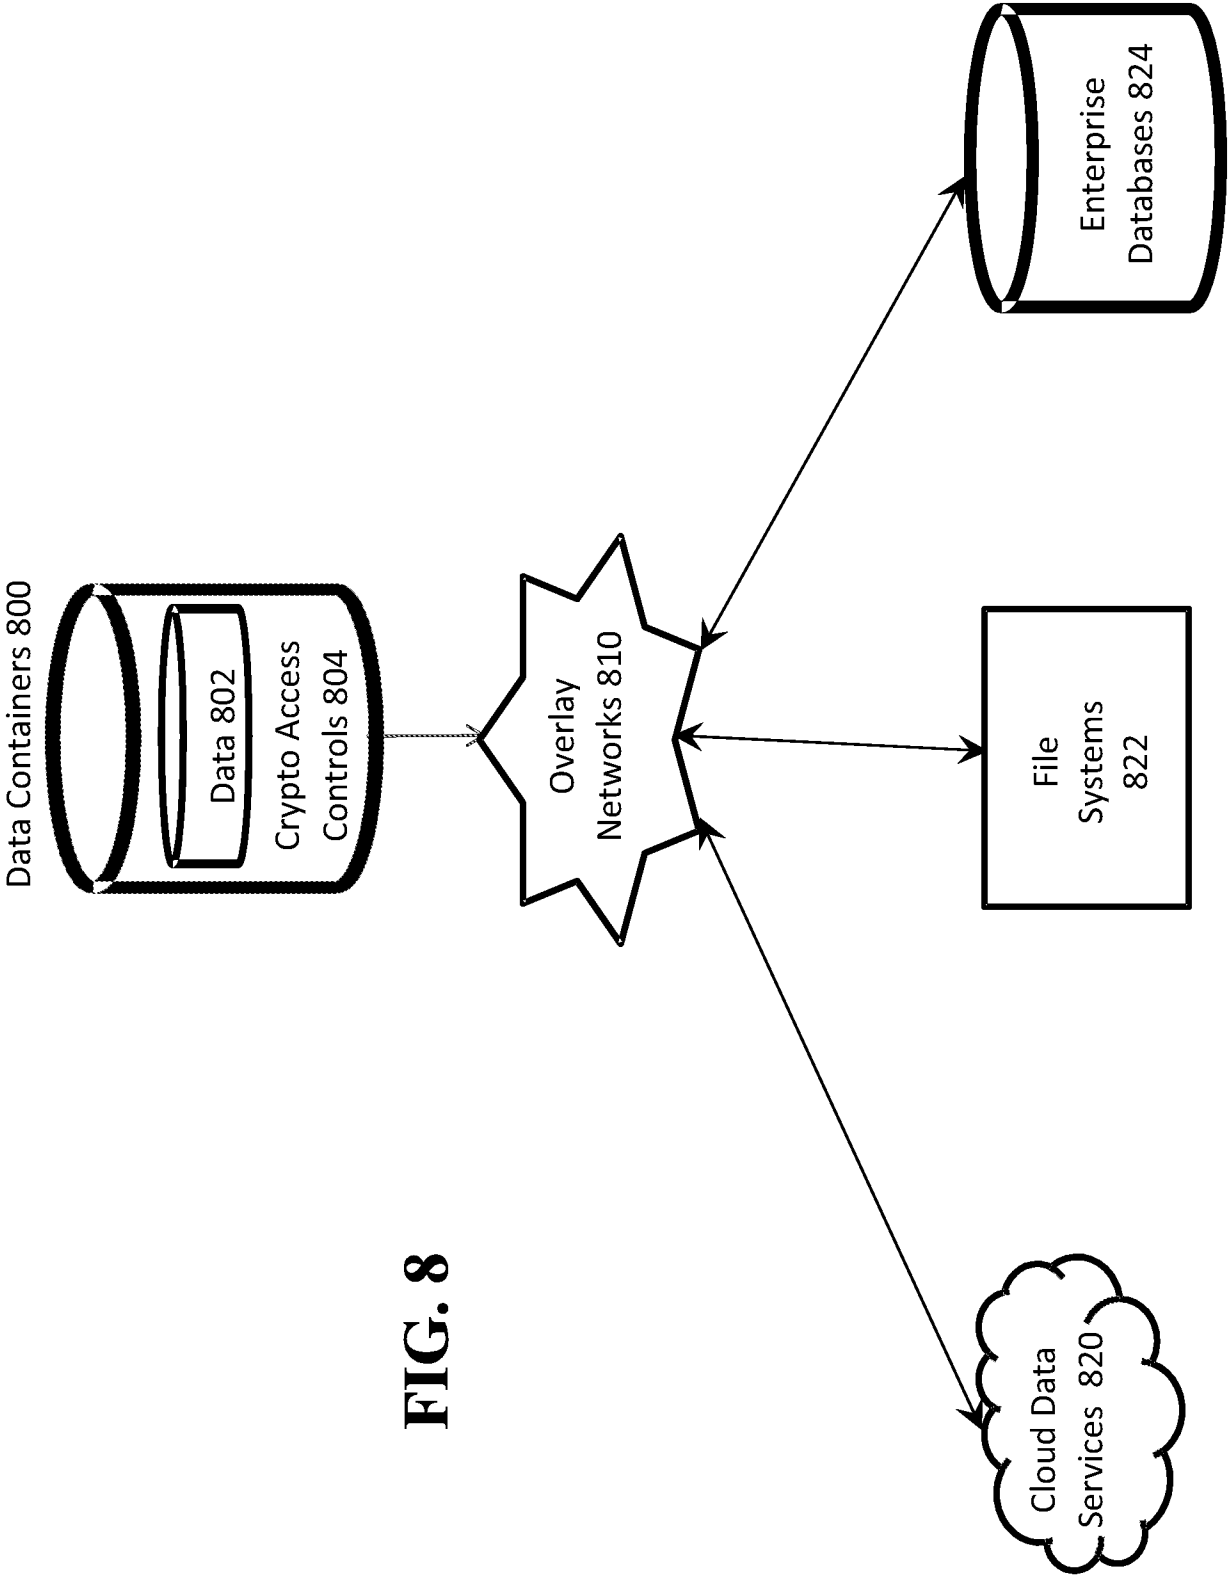 Data Containers 800
Data 802
Crypto Access
Controls 804
Overlay
Networks 810
Cloud Data
Services 820
File
Systems
822
Enterprise
Databases 824
FIG. 8